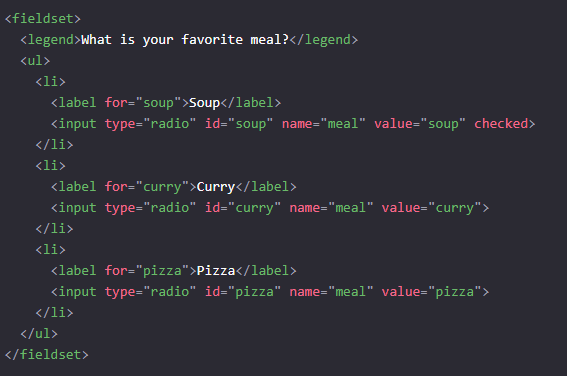 <fieldset>
  <legend>What is your favorite meal?</legend>
  <ul>
    <li>
      <label for="soup">Soup</label>
      <input type="radio" id="soup" name="meal" value="soup" checked>
    </li>
    <li>
      <label for="curry">Curry</label>
      <input type="radio" id="curry" name="meal" value="curry">
    </li>
    <li>
      <label for="pizza">Pizza</label>
      <input type="radio" id="pizza" name="meal" value="pizza">
    </li>
  </ul>
</fieldset>